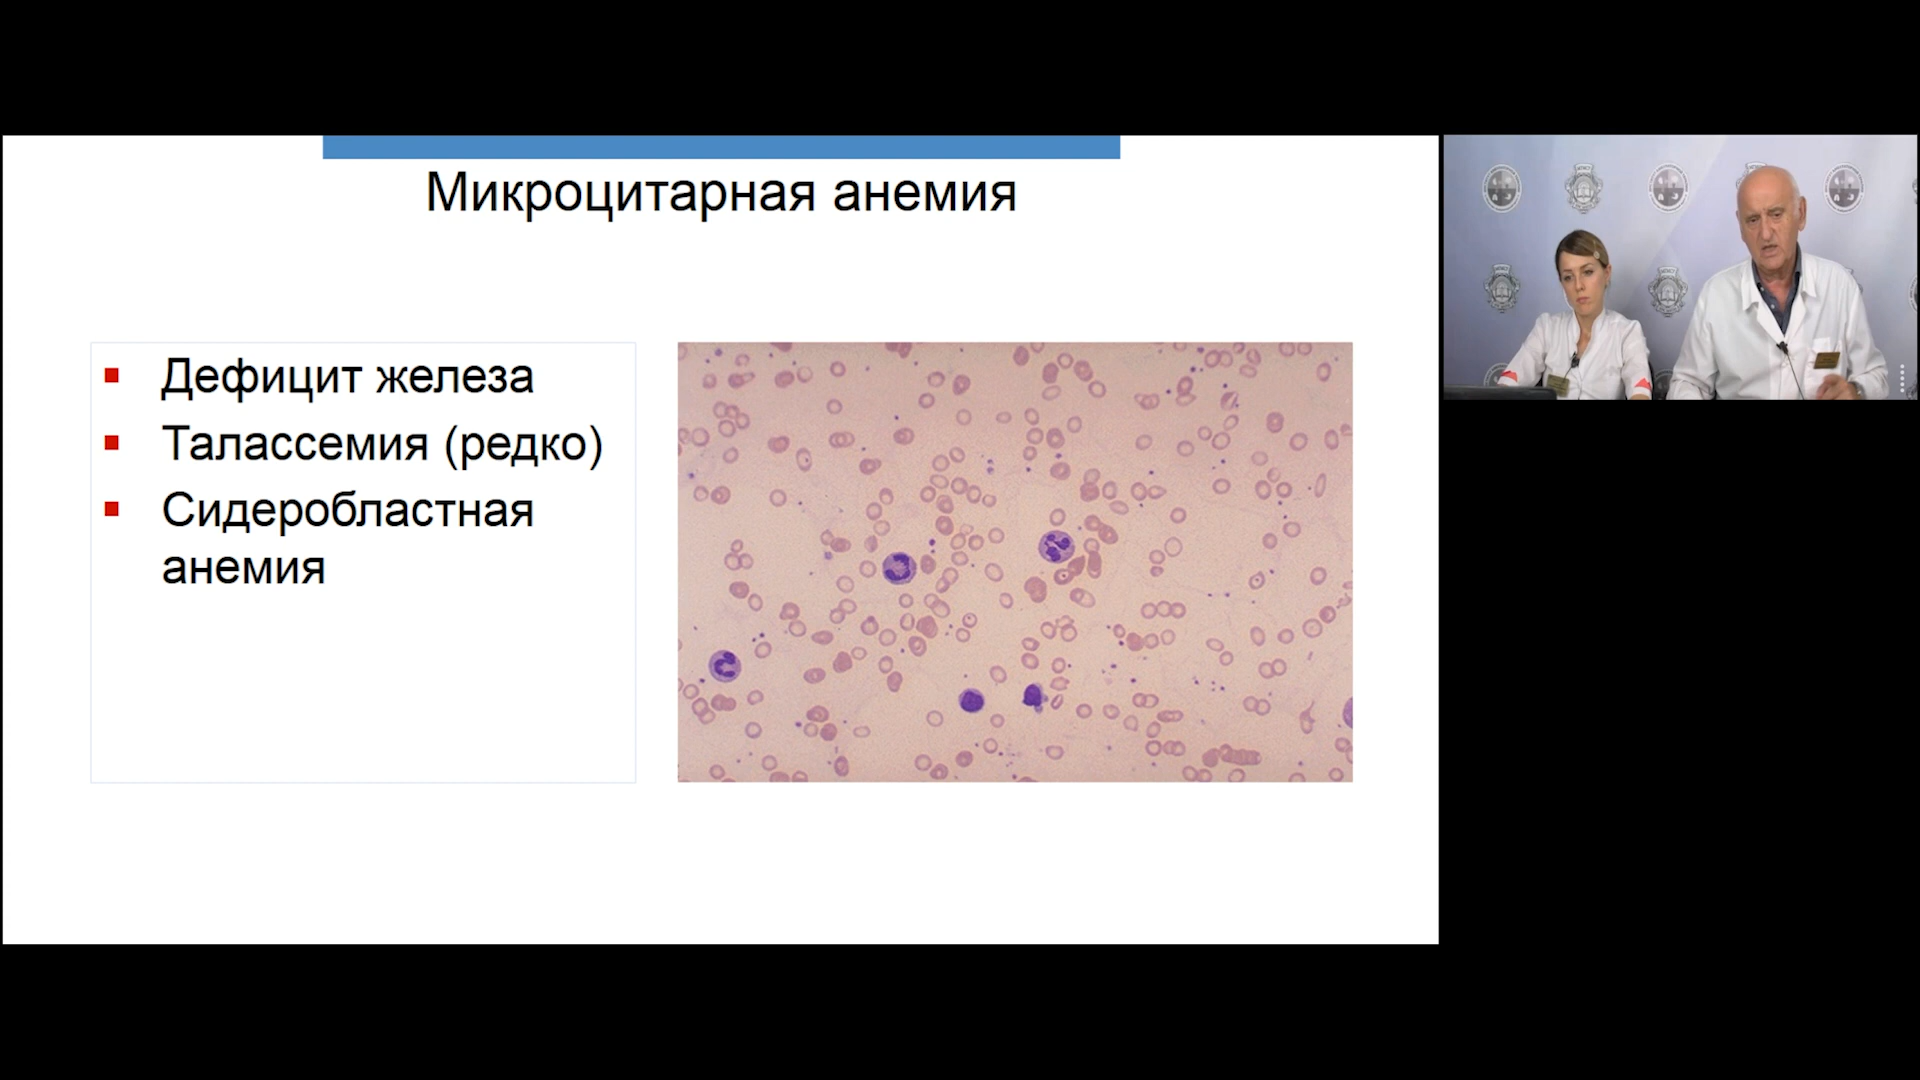 Микроцитарная анемия
Дефицит железа
Талассемия (редко)
Сидеробластная
анемия